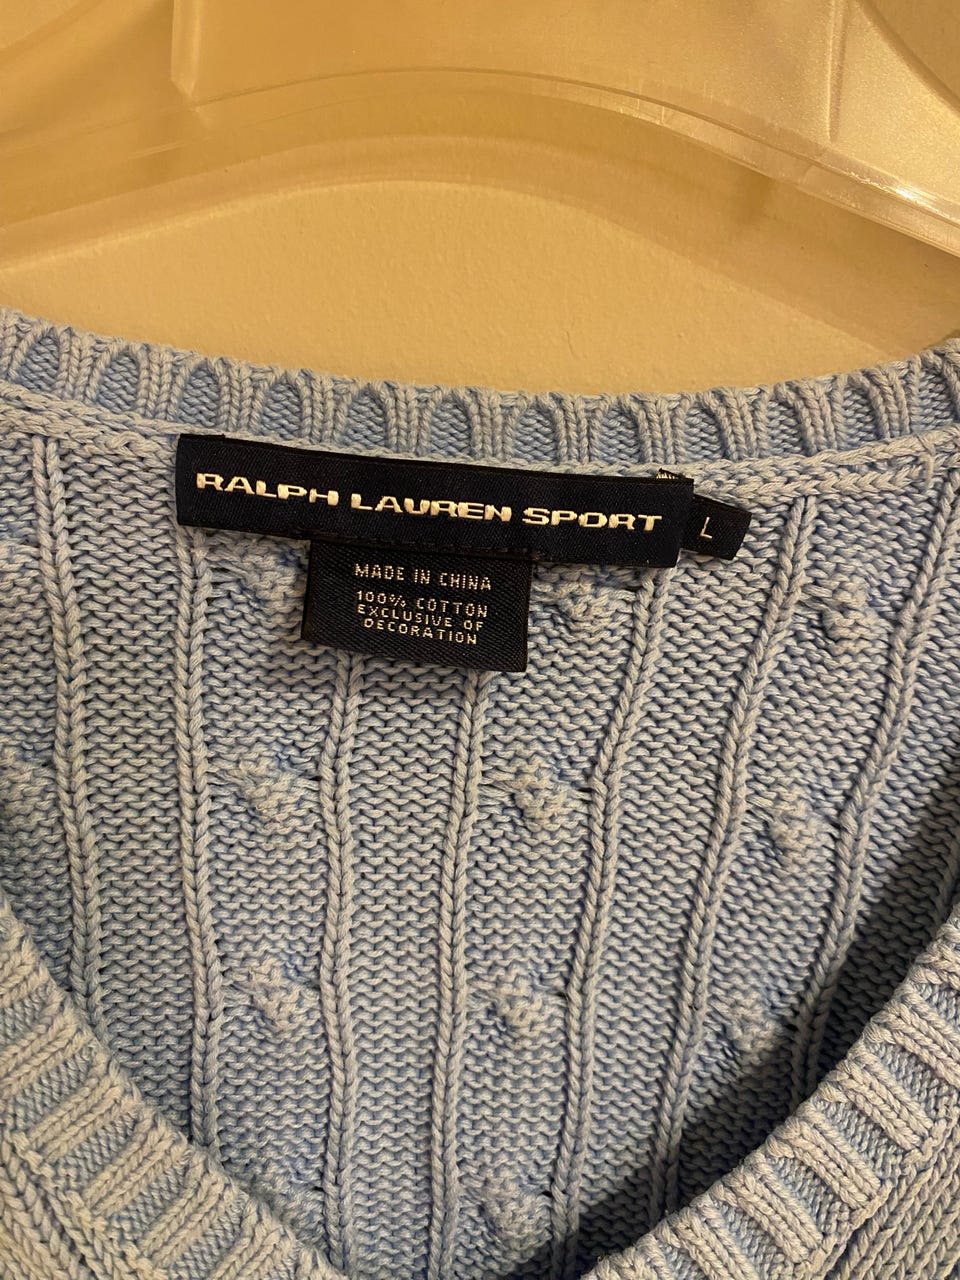 RALPH LAUREN SPORT
L
MADE IN CHINA
100% COTTON
EXCLUSIVE OF
DECORATION